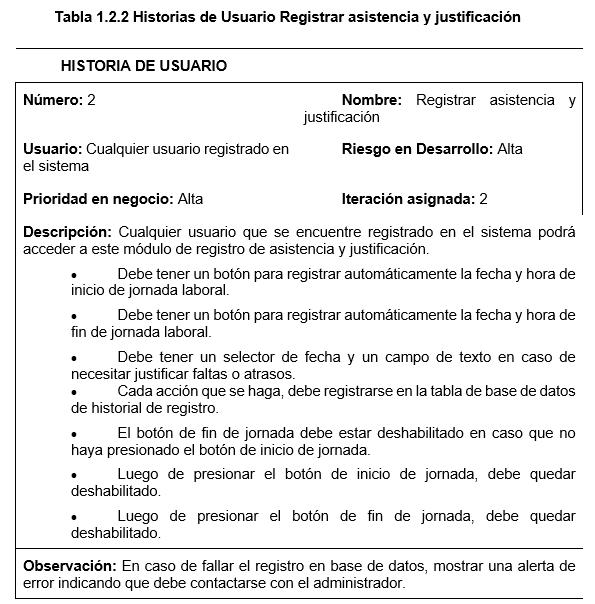 Tabla 1.2.2 Historias de Usuario Registrar asistencia y justificación
HISTORIA DE USUARIO
Número: 2
Nombre: Registrar asistencia y
justificación
Usuario: Cualquier usuario registrado en
el sistema
Riesgo en Desarrollo: Alta
Prioridad en negocio: Alta
Iteración asignada: 2
Descripción: Cualquier usuario que se encuentre registrado en el sistema podrá
acceder a este módulo de registro de asistencia y justificación.
• Debe tener un botón para registrar automáticamente la fecha y hora de
inicio de jornada laboral.
• Debe tener un botón para registrar automáticamente la fecha y hora de
fin de jornada laboral.
• Debe tener un selector de fecha y un campo de texto en caso de
necesitar justificar faltas o atrasos.
• Cada acción que se haga, debe registrarse en la tabla de base de datos
de historial de registro.
• El botón de fin de jornada debe estar deshabilitado en caso que no
haya presionado el botón de inicio de jornada.
• Luego de presionar el botón de inicio de jornada, debe quedar
deshabilitado.
• Luego de presionar el botón de fin de jornada, debe quedar
deshabilitado.
Observación: En caso de fallar el registro en base de datos, mostrar una alerta de
error indicando que debe contactarse con el administrador.